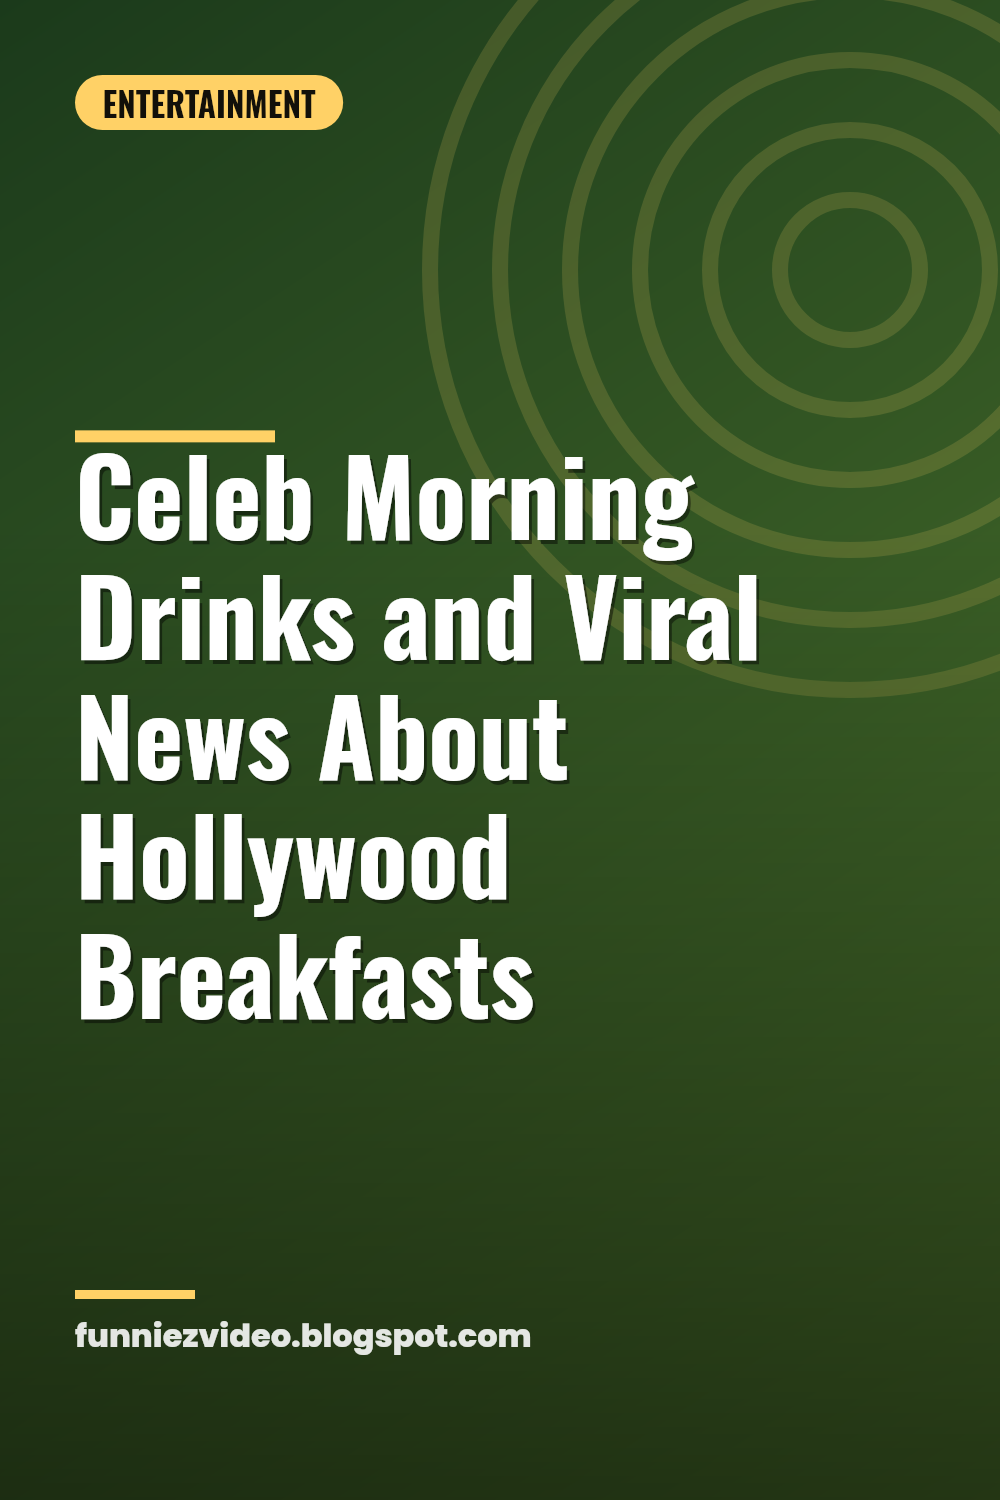 ENTERTAINMENT
Celeb Morning
Drinks and Viral
News About
Hollywood
Breakfasts
funniezvideo.blogspot.com